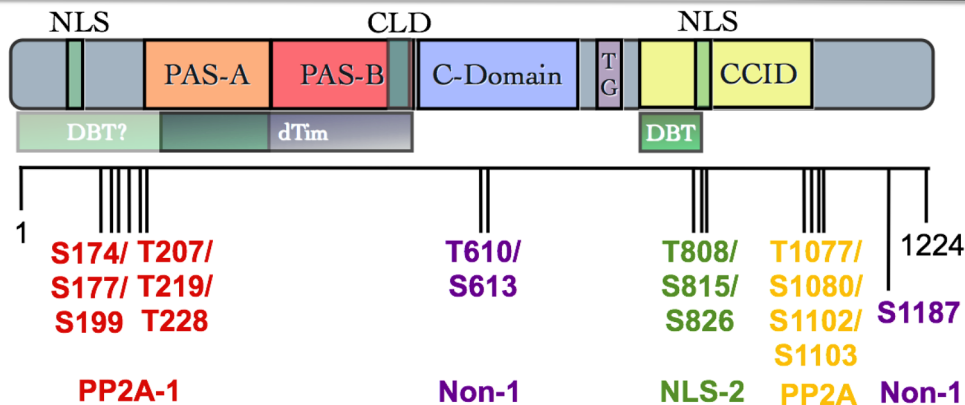 NLS CLD NLS
PAS-A PAS-B C-Domain TG CCID
DBT? dTim DBT
1 1224
S174/ T207/ T610/ T808/ T1077/
S177/ T219/ S613 S815/ S1080/
S199 T228 S826 S1102/ S1187
S1103
PP2A-1 Non-1 NLS-2 PP2A Non-1